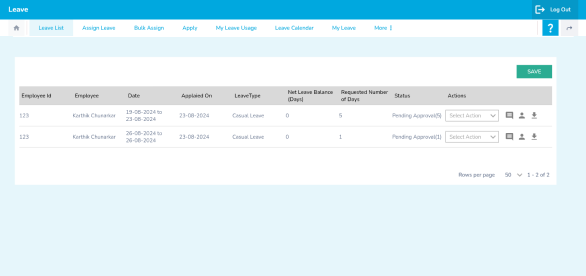 Leave
Log Out
Leave List Assign Leave Bulk Assign Apply My Leave Usage Leave Calender My Leave More
?
SAVE
Employee Id Employee Date Applaied On LeaveType Net Leave Balance (Days) Requested Number of Days Status Actions
123 Karthik Chunarker 19-08-2024 to 23-08-2024 23-08-2024 Casual Leave 0 5 Pending Approval(5) Select Action
123 Karthik Chunarker 26-08-2024 to 26-08-2024 23-08-2024 Casual Leave 0 1 Pending Approval(1) Select Action
Rows per page 50 1 - 2 of 2